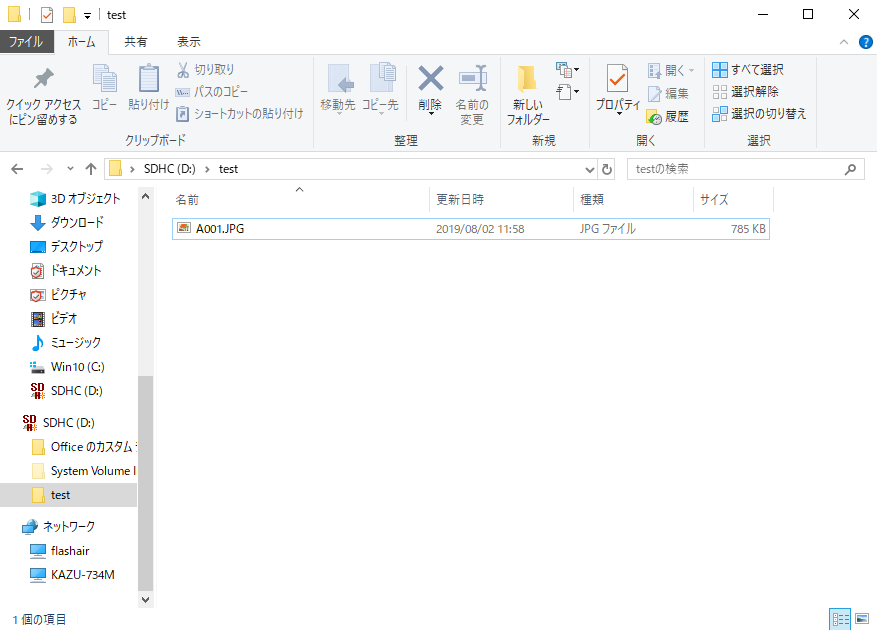 test
ファイル ホーム 共有 表示
クイック アクセス
にピン留めする
コピー
貼り付け
切り取り
パスのコピー
ショートカットの貼り付け
クリップボード
移動先
コピー先
削除
名前の
変更
整理
新しい
フォルダー
新規
プロパティ
開く
編集
履歴
開く
すべて選択
選択解除
選択の切り替え
選択
SDHC (D:) › test
testの検索
名前 更新日時 種類 サイズ
A001.JPG 2019/08/02 11:58 JPG ファイル 785 KB
3D オブジェクト
ダウンロード
デスクトップ
ドキュメント
ピクチャ
ビデオ
ミュージック
Win10 (C:)
SD SDHC (D:)
SD SDHC (D:)
Office のカスタム
System Volume I
test
ネットワーク
flashair
KAZU-734M
1 個の項目